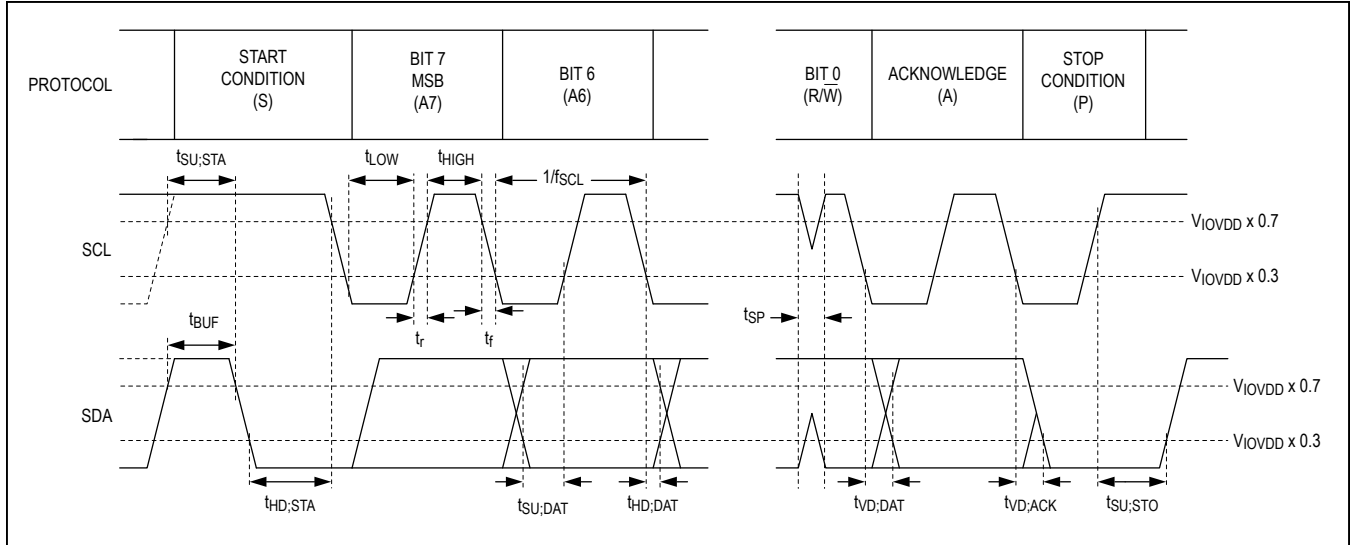 PROTOCOL
START
CONDITION
(S)
BIT 7
MSB
(A7)
BIT 6
(A6)
BIT 0
(R/W̅)
ACKNOWLEDGE
(A)
STOP
CONDITION
(P)
tSU;STA
tLOW
tHIGH
1/fSCL
SCL
VIOVDD x 0.7
VIOVDD x 0.3
tBUF
tr
tf
tSP
SDA
VIOVDD x 0.7
VIOVDD x 0.3
tHD;STA
tSU;DAT
tHD;DAT
tVD;DAT
tVD;ACK
tSU;STO